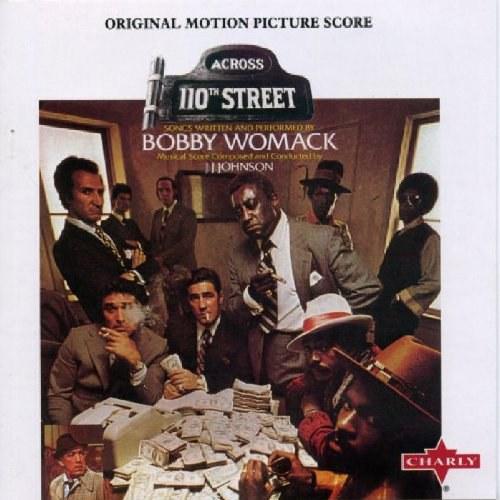 ORIGINAL MOTION PICTURE SCORE
ACROSS
110TH STREET
SONGS WRITTEN AND PERFORMED BY
BOBBY WOMACK
Musical Score Composed and Conducted by
J J JOHNSON
CHARLY
®